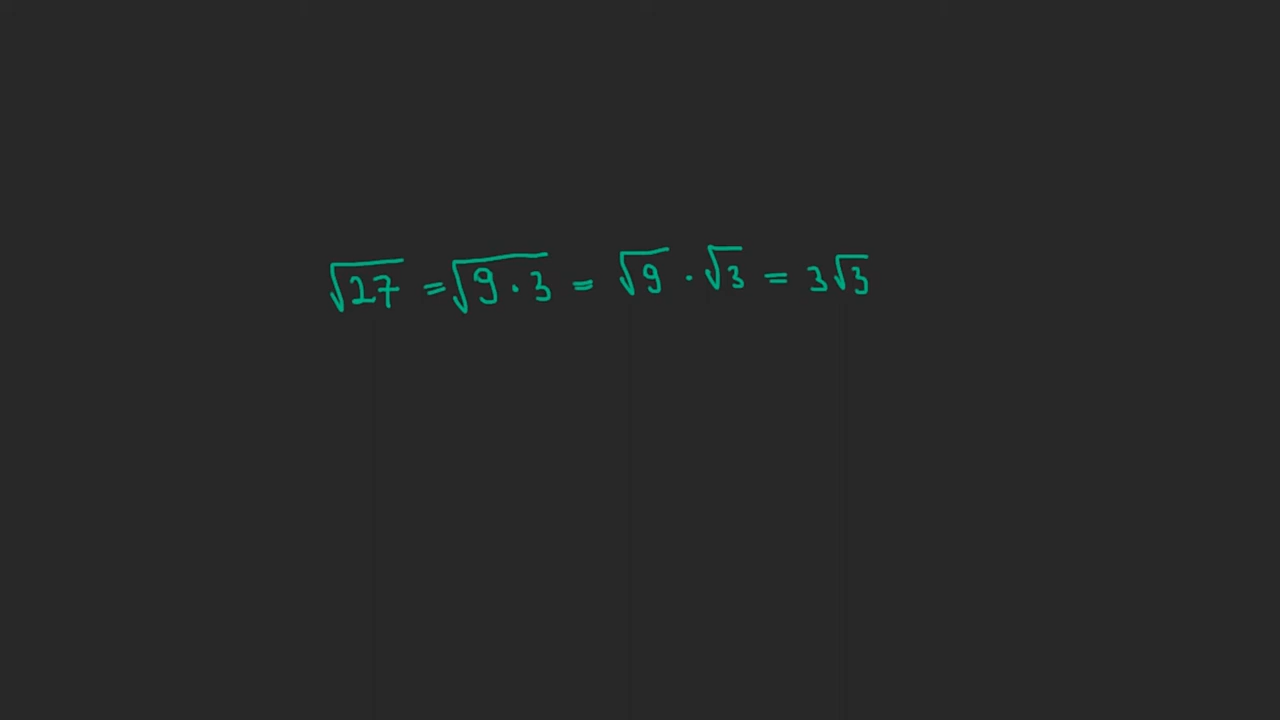 √27 = √9·3 = √9 · √3 = 3√3